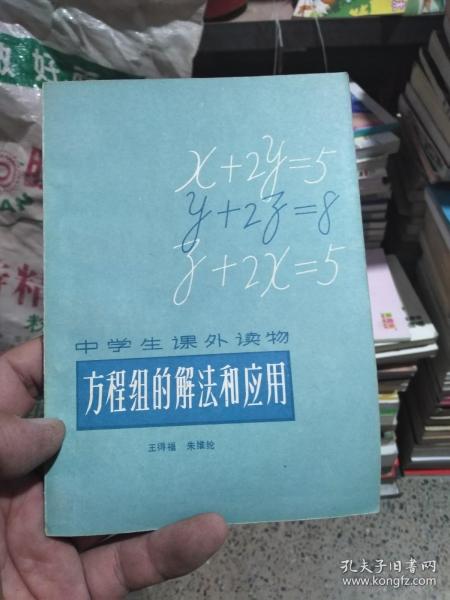 x+2y=5
y+2z=8
z+2x=5
中学生课外读物
方程组的解法和应用
王得福 朱维纶
孔夫子旧书网
www.kongfz.com